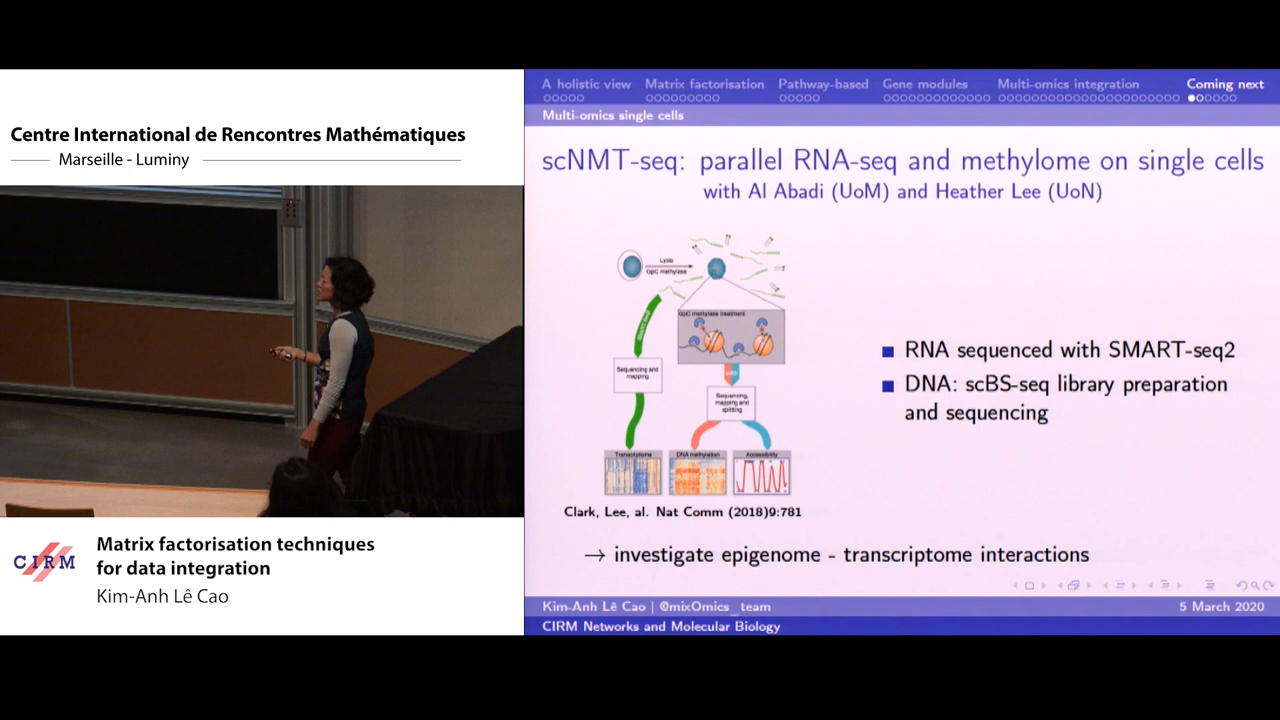 Centre International de Rencontres Mathématiques
Marseille - Luminy
CIRM
Matrix factorisation techniques
for data integration
Kim-Anh Lê Cao
A holistic view Matrix factorisation Pathway-based Gene modules Multi-omics integration Coming next
Multi-omics single cells
scNMT-seq: parallel RNA-seq and methylome on single cells
with Al Abadi (UoM) and Heather Lee (UoN)
Lysis
GpC methylase
GpC methylase treatment
Sequencing and
mapping
Sequencing,
mapping and
splitting
Transcriptome DNA methylation Accessibility
Clark, Lee, al. Nat Comm (2018)9:781
■ RNA sequenced with SMART-seq2
■ DNA: scBS-seq library preparation
and sequencing
→ investigate epigenome - transcriptome interactions
Kim-Anh Lê Cao | @mixOmics_team 5 March 2020
CIRM Networks and Molecular Biology